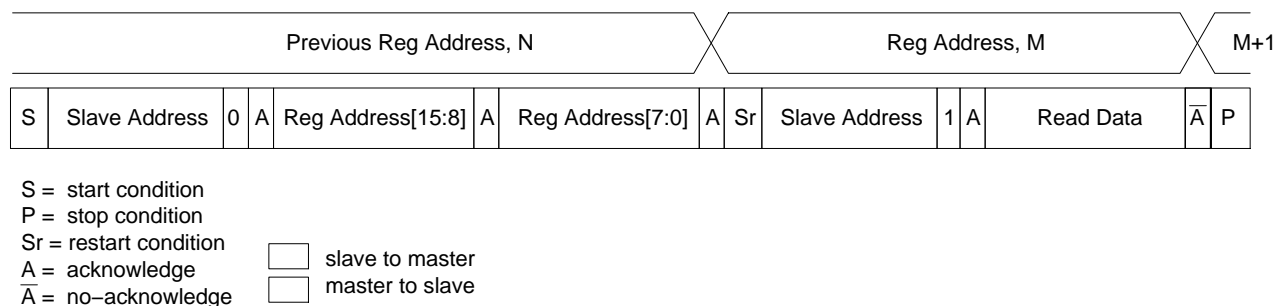 Previous Reg Address, N Reg Address, M M+1
S Slave Address 0 A Reg Address[15:8] A Reg Address[7:0] A Sr Slave Address 1 A Read Data A̅ P
S = start condition
P = stop condition
Sr = restart condition
A = acknowledge
A̅ = no−acknowledge
slave to master
master to slave